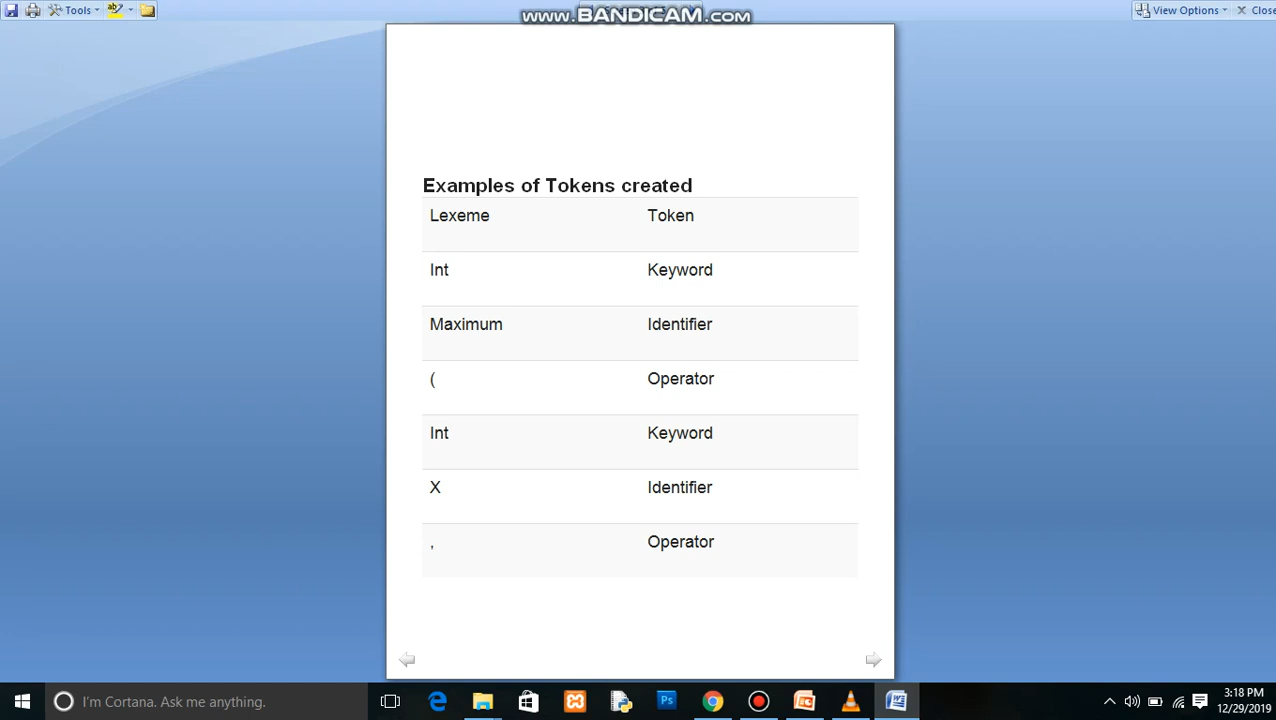 Tools
www.BANDICAM.com
View Options
Close
Examples of Tokens created
Lexeme Token
Int Keyword
Maximum Identifier
( Operator
Int Keyword
X Identifier
, Operator
I'm Cortana. Ask me anything.
Ps
3:18 PM
12/29/2019